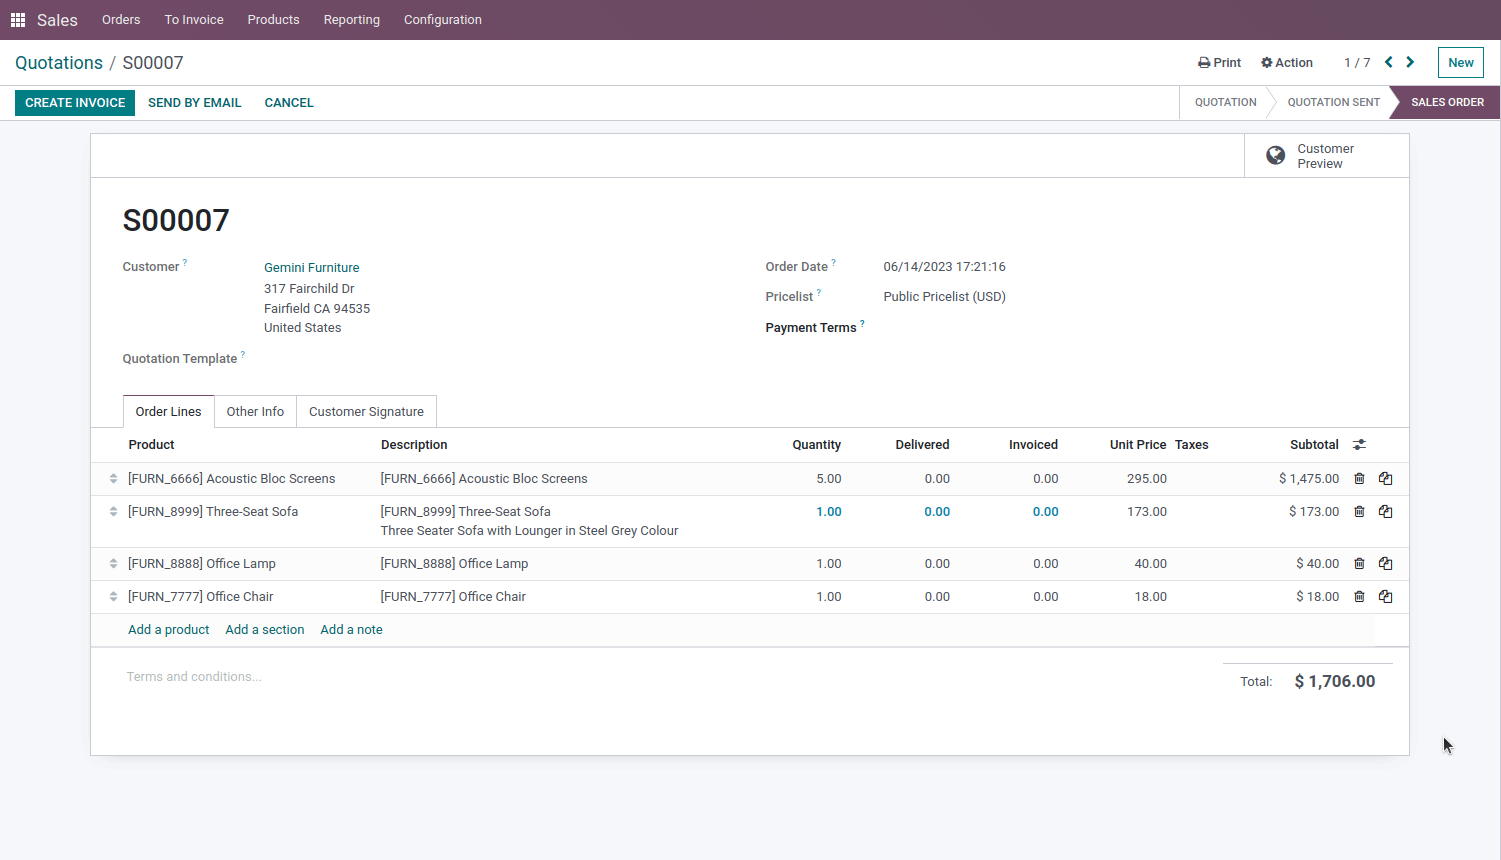 Sales Orders To Invoice Products Reporting Configuration
Quotations / S00007 Print Action 1 / 7 New
CREATE INVOICE SEND BY EMAIL CANCEL QUOTATION QUOTATION SENT SALES ORDER
Customer
Preview
S00007
Customer ? Gemini Furniture Order Date ? 06/14/2023 17:21:16
317 Fairchild Dr Pricelist ? Public Pricelist (USD)
Fairfield CA 94535
United States Payment Terms ?
Quotation Template ?
Order Lines Other Info Customer Signature
Product Description Quantity Delivered Invoiced Unit Price Taxes Subtotal
[FURN_6666] Acoustic Bloc Screens [FURN_6666] Acoustic Bloc Screens 5.00 0.00 0.00 295.00 $ 1,475.00
[FURN_8999] Three-Seat Sofa [FURN_8999] Three-Seat Sofa 1.00 0.00 0.00 173.00 $ 173.00
Three Seater Sofa with Lounger in Steel Grey Colour
[FURN_8888] Office Lamp [FURN_8888] Office Lamp 1.00 0.00 0.00 40.00 $ 40.00
[FURN_7777] Office Chair [FURN_7777] Office Chair 1.00 0.00 0.00 18.00 $ 18.00
Add a product Add a section Add a note
Terms and conditions... Total: $ 1,706.00